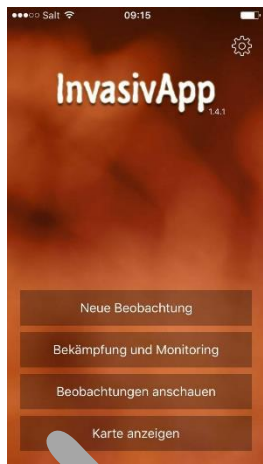 Salt 09:15
InvasivApp
1.4.1
Neue Beobachtung
Bekämpfung und Monitoring
Beobachtungen anschauen
Karte anzeigen